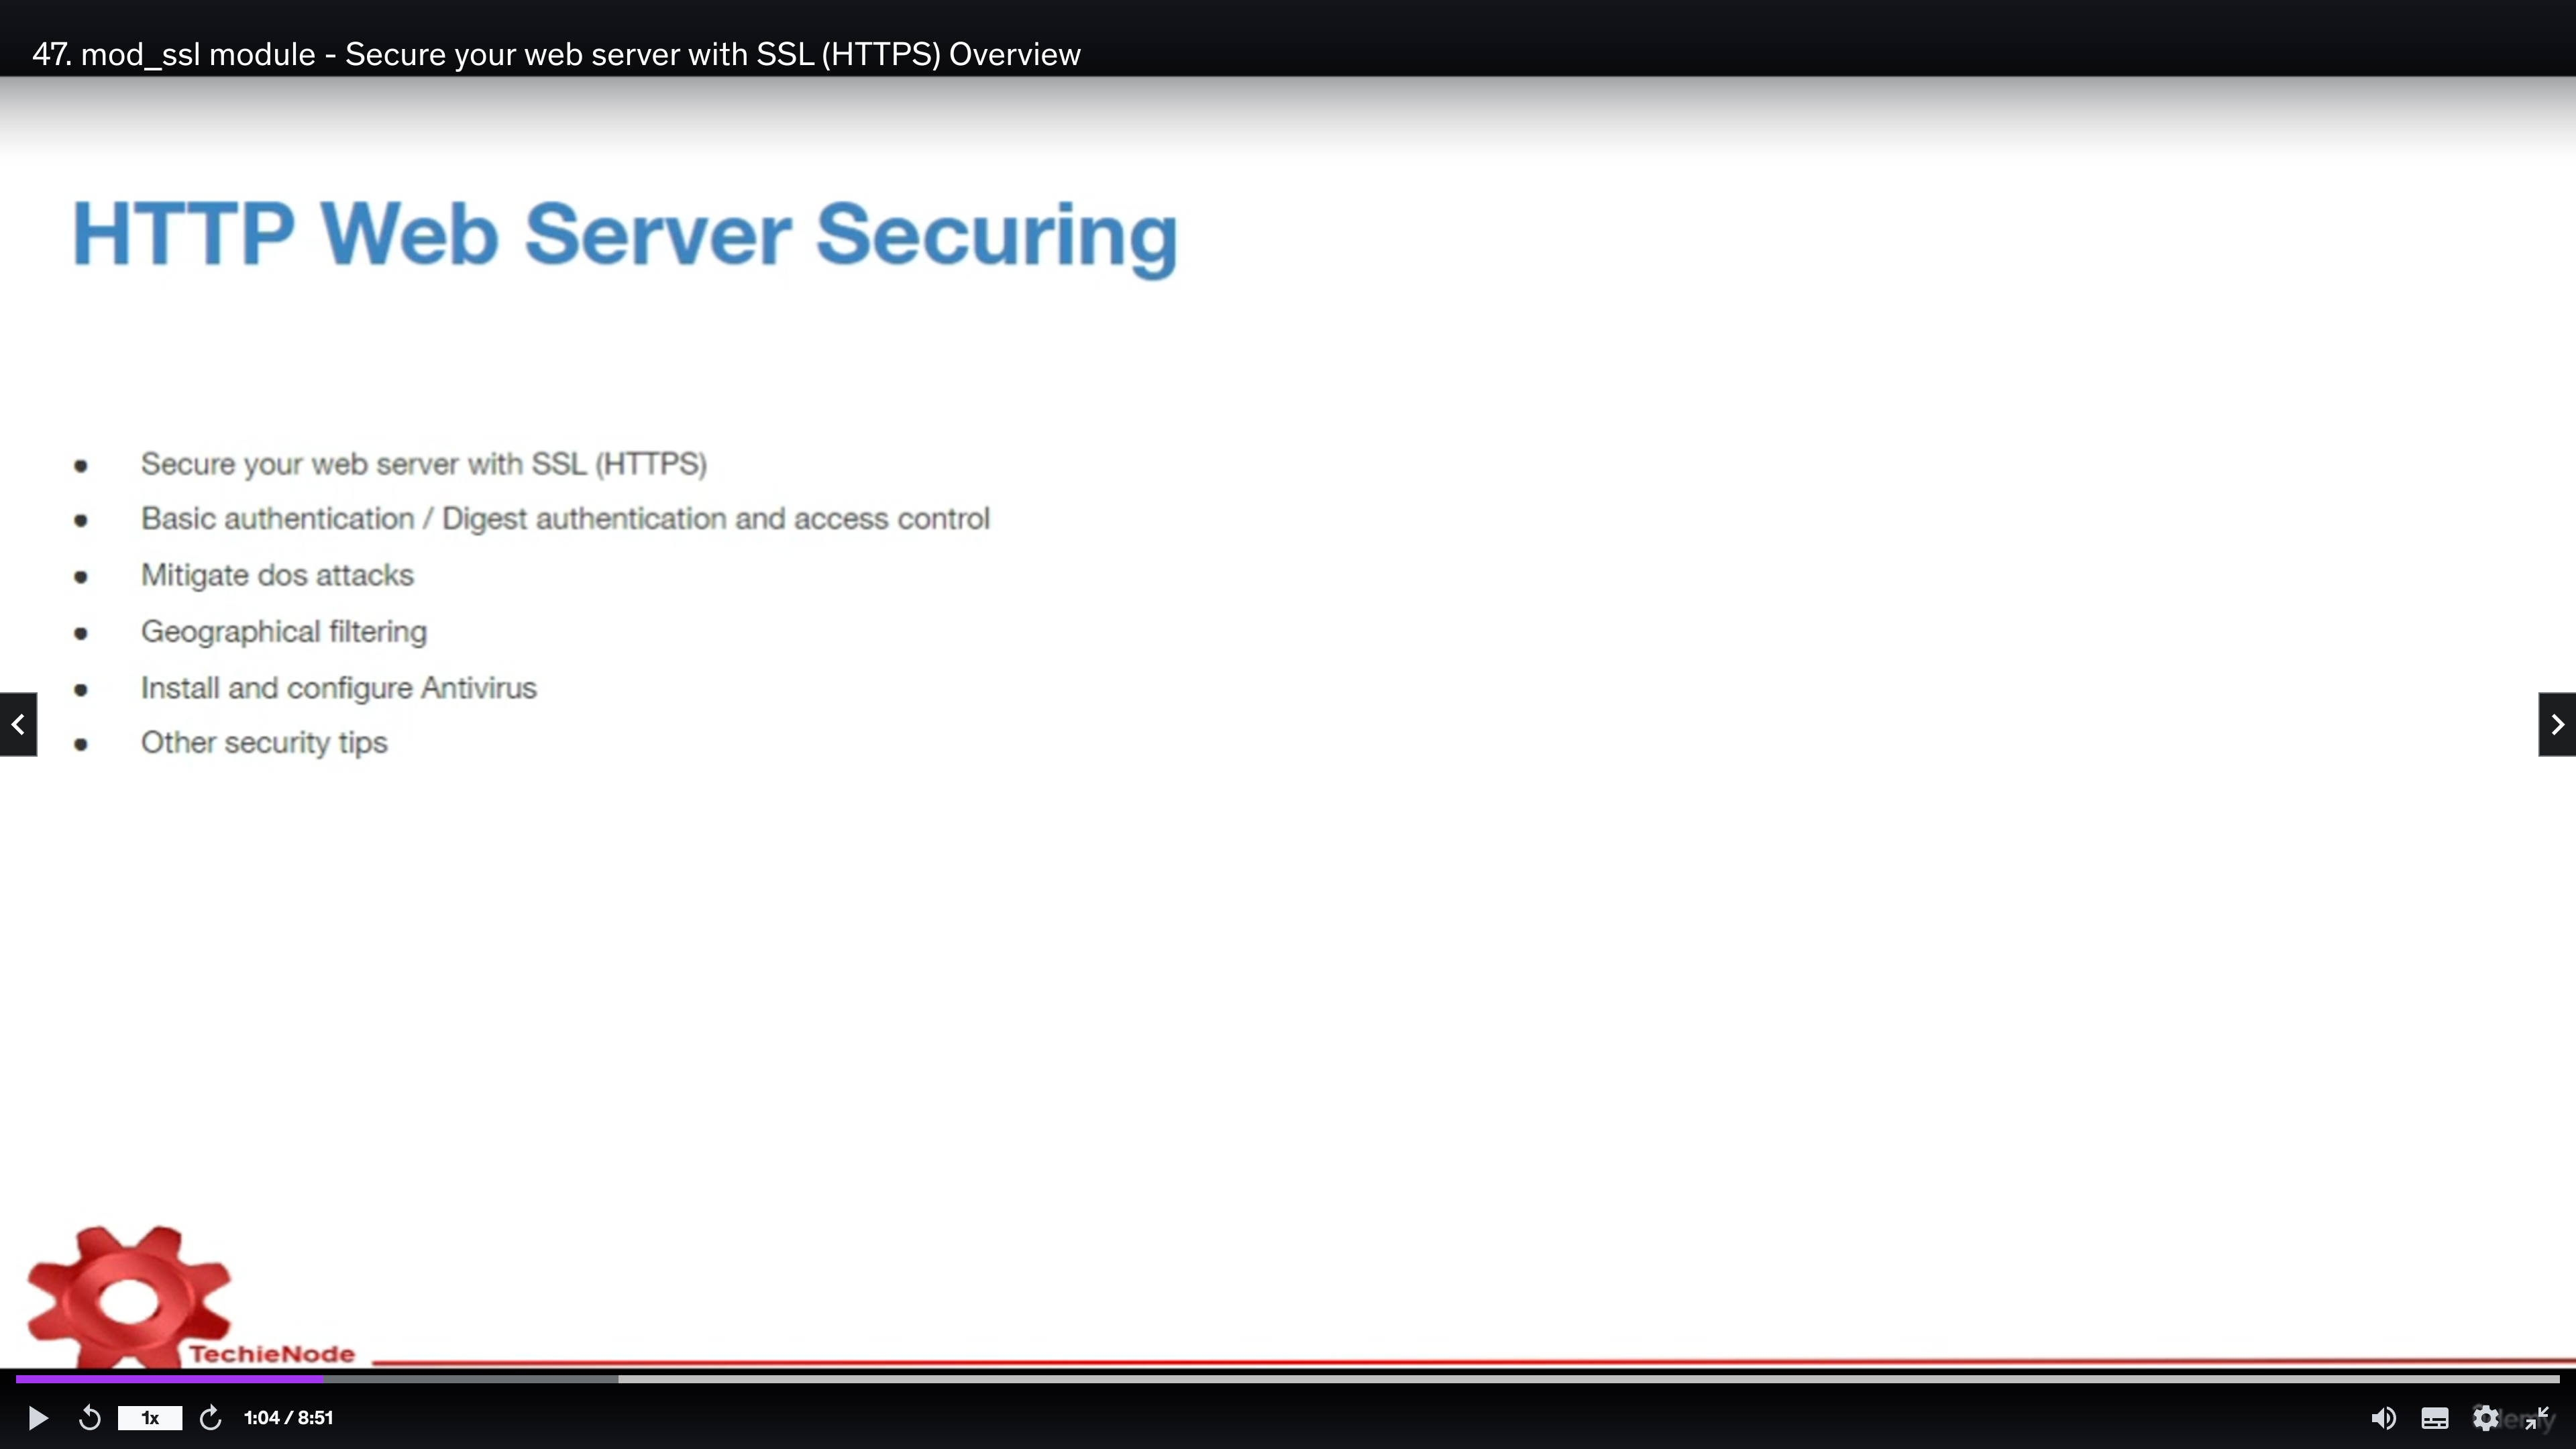 47. mod_ssl module - Secure your web server with SSL (HTTPS) Overview
HTTP Web Server Securing
• Secure your web server with SSL (HTTPS)
• Basic authentication / Digest authentication and access control
• Mitigate dos attacks
• Geographical filtering
• Install and configure Antivirus
• Other security tips
TechieNode
1x 1:04 / 8:51